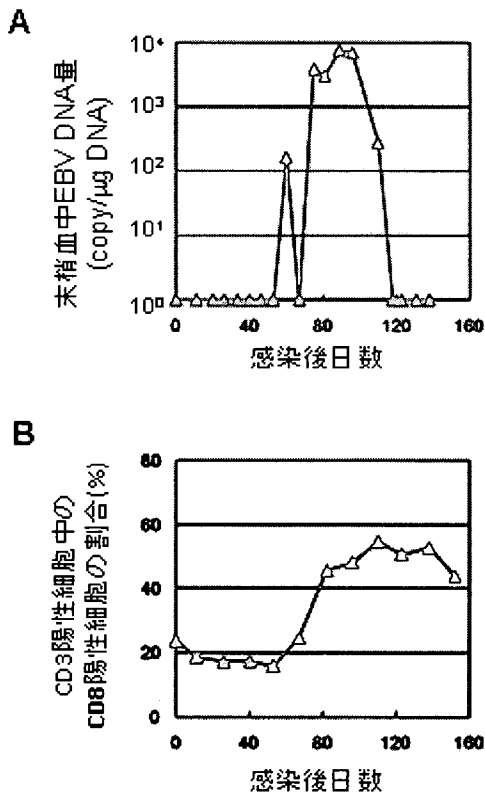 A
末梢血中EBV DNA量
(copy/μg DNA)
10⁴
10³
10²
10¹
10⁰
0 40 80 120 160
感染後日数
B
CD3陽性細胞中の
CD8陽性細胞の割合(%)
80
60
40
20
0
0 40 80 120 160
感染後日数